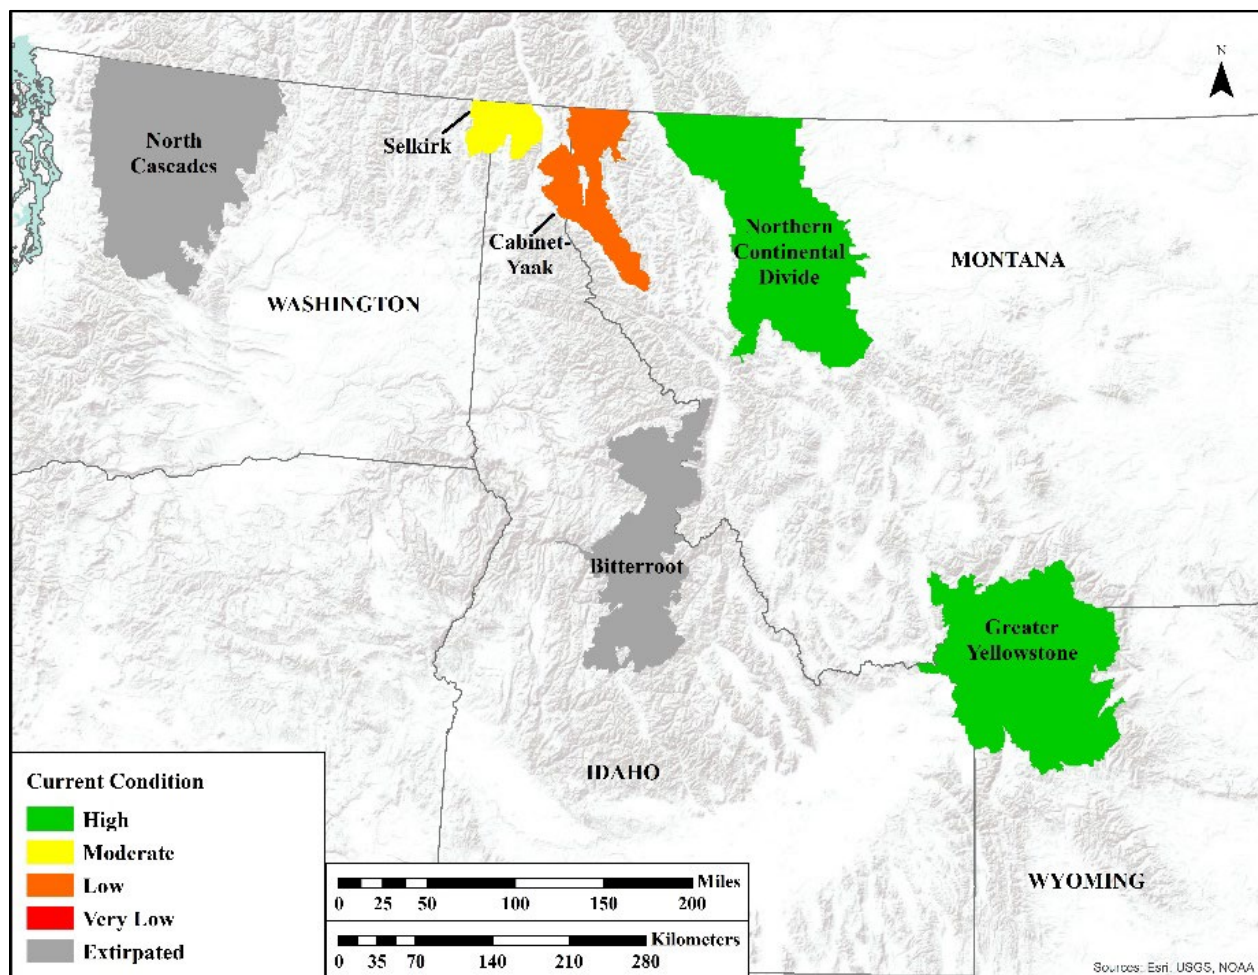 N
North
Cascades
Selkirk
Cabinet-
Yaak
Northern
Continental
Divide
MONTANA
WASHINGTON
Bitterroot
Greater
Yellowstone
IDAHO
WYOMING
Current Condition
High
Moderate
Low
Very Low
Extirpated
Miles
0 25 50 100 150 200
Kilometers
0 35 70 140 210 280
Sources: Esri, USGS, NOAA